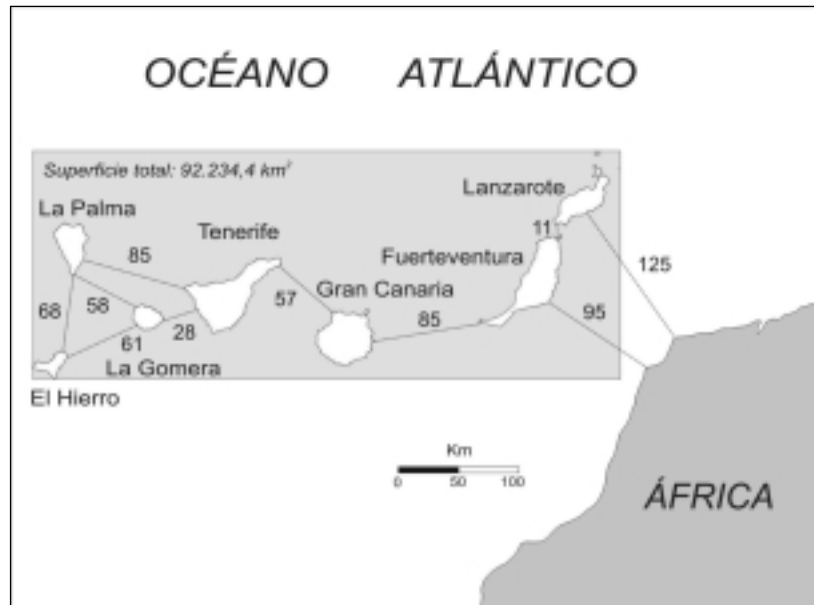 OCÉANO ATLÁNTICO
Superficie total: 92.234,4 km²
Lanzarote
La Palma
Tenerife
11
Fuerteventura
85
125
57
Gran Canaria
58
68
28
85
95
61
La Gomera
El Hierro
Km
0 50 100
ÁFRICA